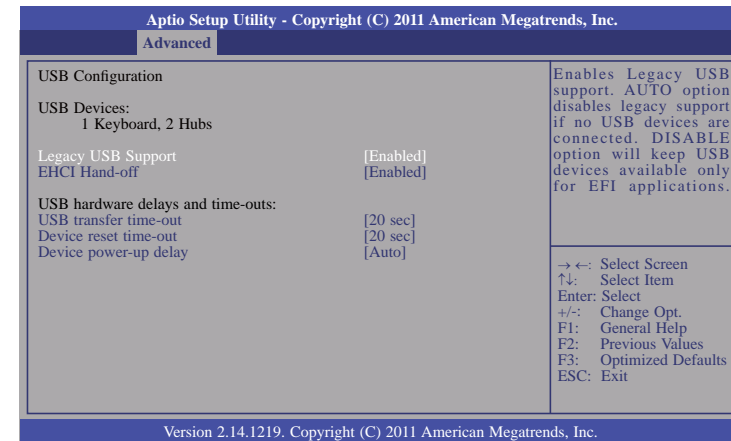 Aptio Setup Utility - Copyright (C) 2011 American Megatrends, Inc.
Advanced
USB Configuration
USB Devices:
1 Keyboard, 2 Hubs
Legacy USB Support [Enabled]
EHCI Hand-off [Enabled]
USB hardware delays and time-outs:
USB transfer time-out [20 sec]
Device reset time-out [20 sec]
Device power-up delay [Auto]
Enables Legacy USB
support. AUTO option
disables legacy support
if no USB devices are
connected. DISABLE
option will keep USB
devices available only
for EFI applications.
→ ←: Select Screen
↑↓: Select Item
Enter: Select
+/-: Change Opt.
F1: General Help
F2: Previous Values
F3: Optimized Defaults
ESC: Exit
Version 2.14.1219. Copyright (C) 2011 American Megatrends, Inc.